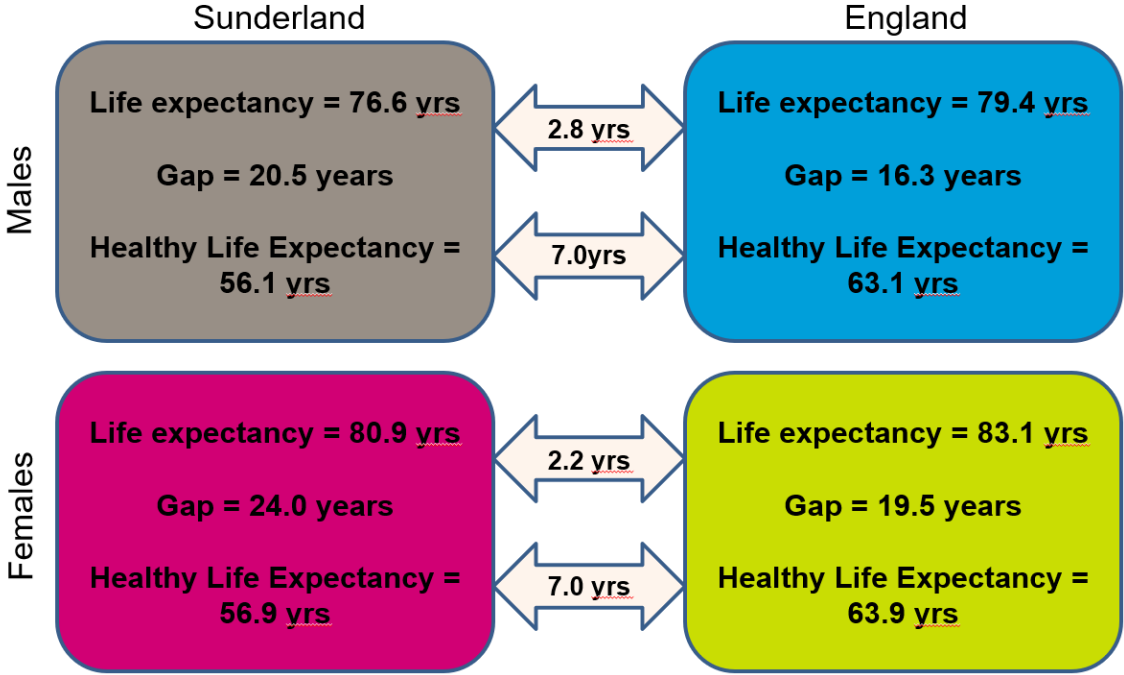 Sunderland
England
Males
Life expectancy = 76.6 yrs
Gap = 20.5 years
Healthy Life Expectancy =
56.1 yrs
2.8 yrs
7.0yrs
Life expectancy = 79.4 yrs
Gap = 16.3 years
Healthy Life Expectancy =
63.1 yrs
Females
Life expectancy = 80.9 yrs
Gap = 24.0 years
Healthy Life Expectancy =
56.9 yrs
2.2 yrs
7.0 yrs
Life expectancy = 83.1 yrs
Gap = 19.5 years
Healthy Life Expectancy =
63.9 yrs